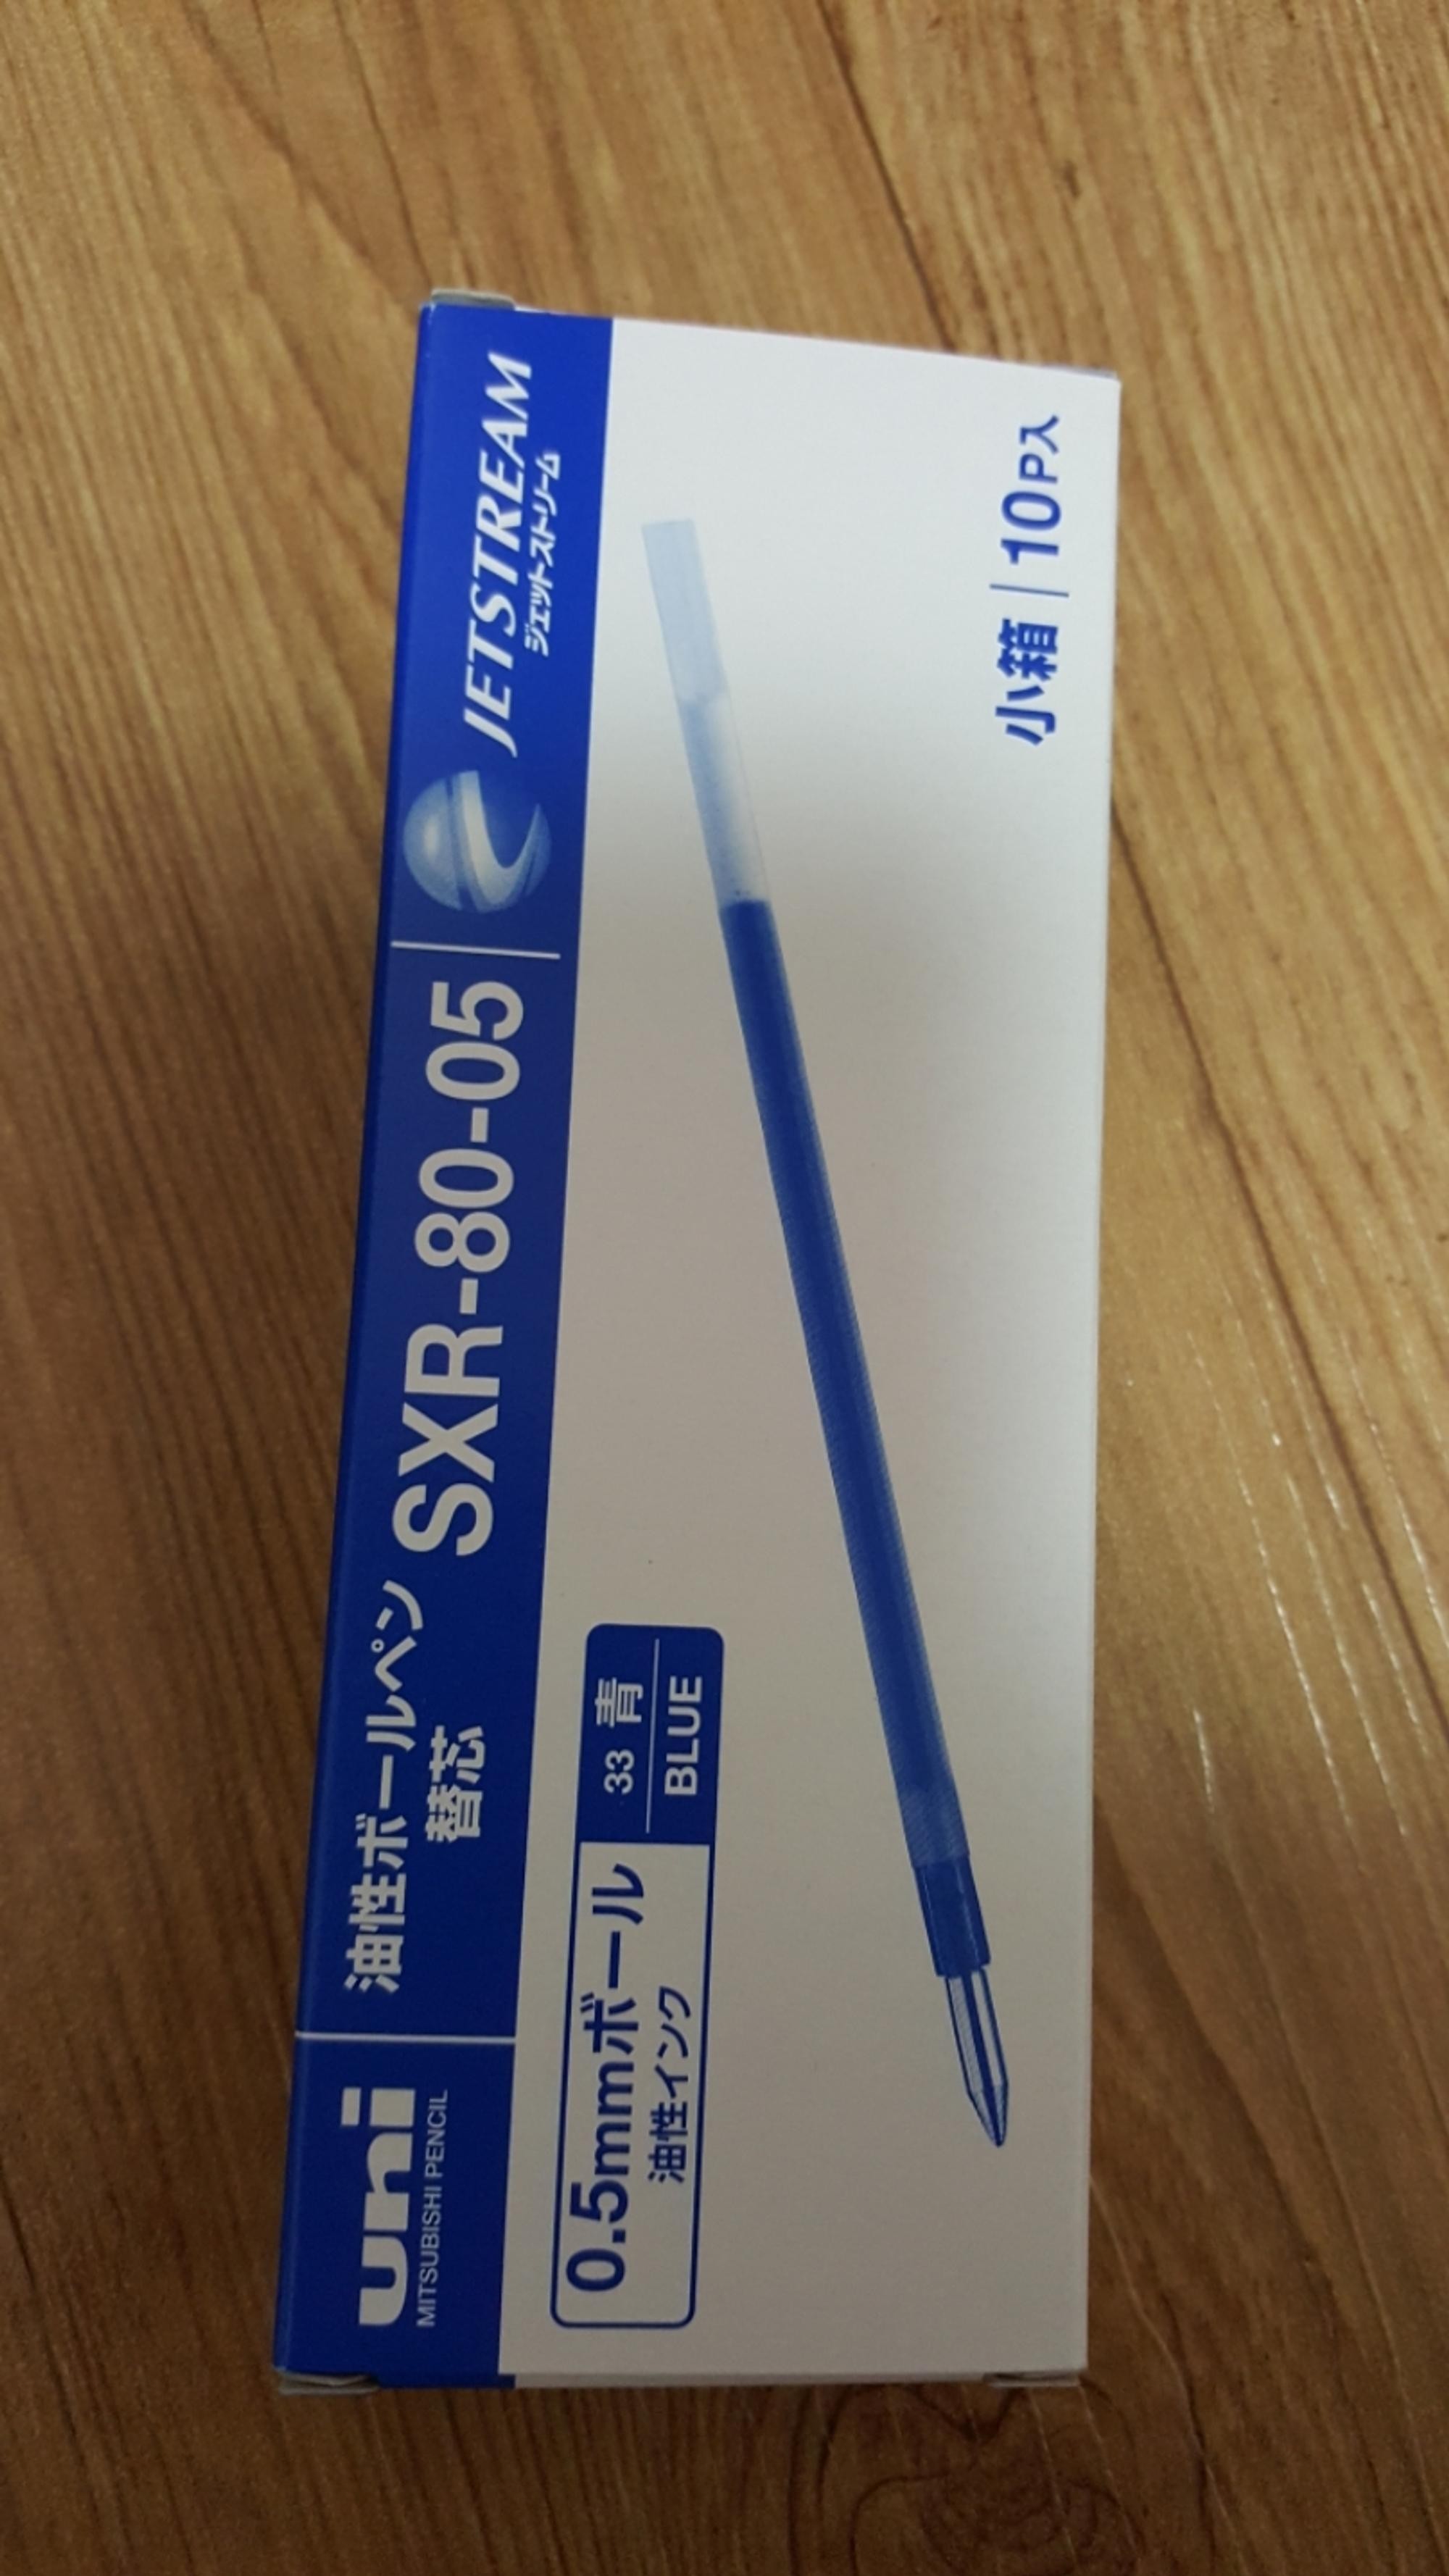 uni
MITSUBISHI PENCIL
油性ボールペン
替芯
SXR-80-05
JETSTREAM
ジェットストリーム
0.5mmボール
油性インク
33 青
BLUE
小箱 10P入